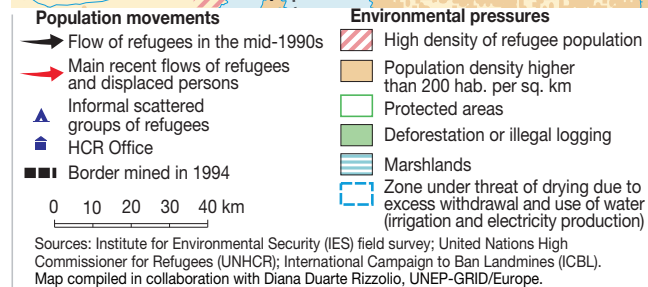 Population movements
Flow of refugees in the mid-1990s
Main recent flows of refugees
and displaced persons
Informal scattered
groups of refugees
HCR Office
Border mined in 1994
0 10 20 30 40 km
Environmental pressures
High density of refugee population
Population density higher
than 200 hab. per sq. km
Protected areas
Deforestation or illegal logging
Marshlands
Zone under threat of drying due to
excess withdrawal and use of water
(irrigation and electricity production)
Sources: Institute for Environmental Security (IES) field survey; United Nations High
Commissioner for Refugees (UNHCR); International Campaign to Ban Landmines (ICBL).
Map compiled in collaboration with Diana Duarte Rizzolio, UNEP-GRID/Europe.